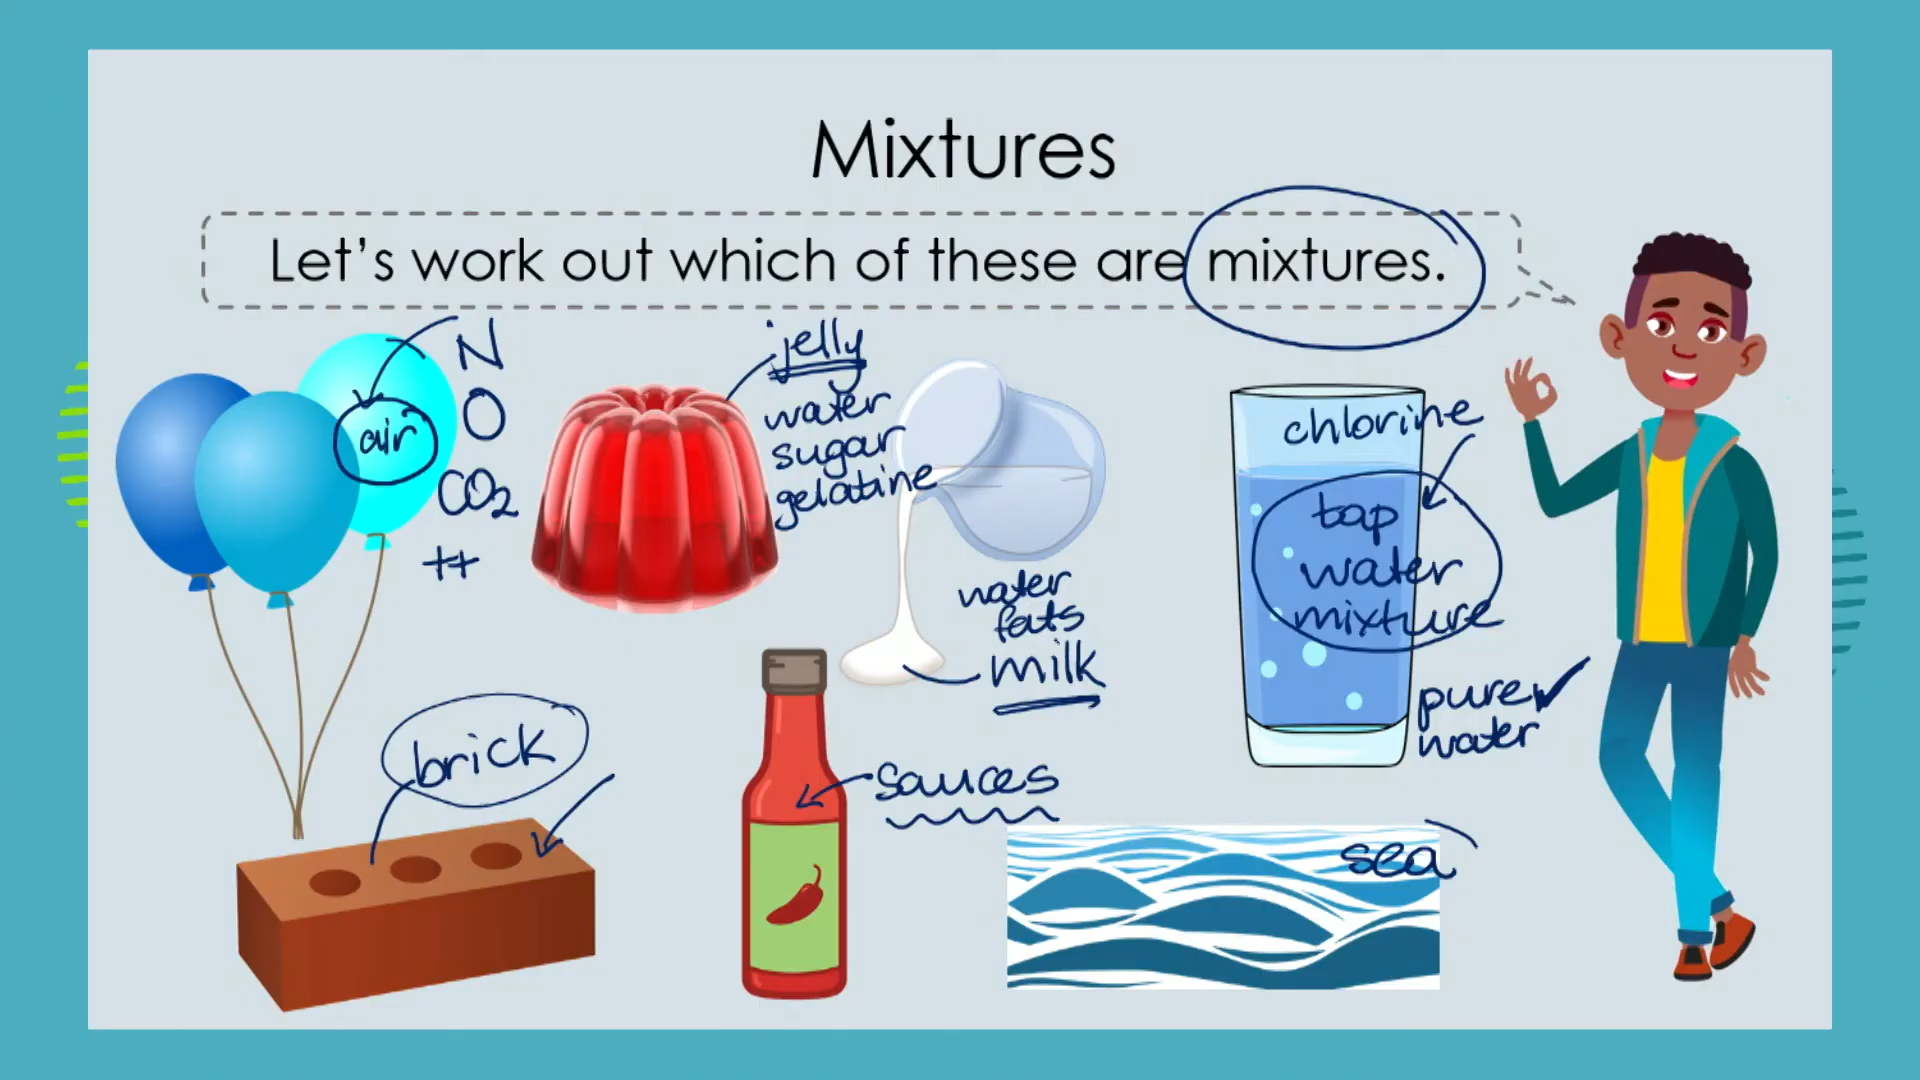 Mixtures
Let's work out which of these are mixtures.
air
N
O
CO2
++
jelly
water
sugar
gelatine
water
fats
milk
chlorine
tap
water
mixture
pure
water
brick
sauces
sea